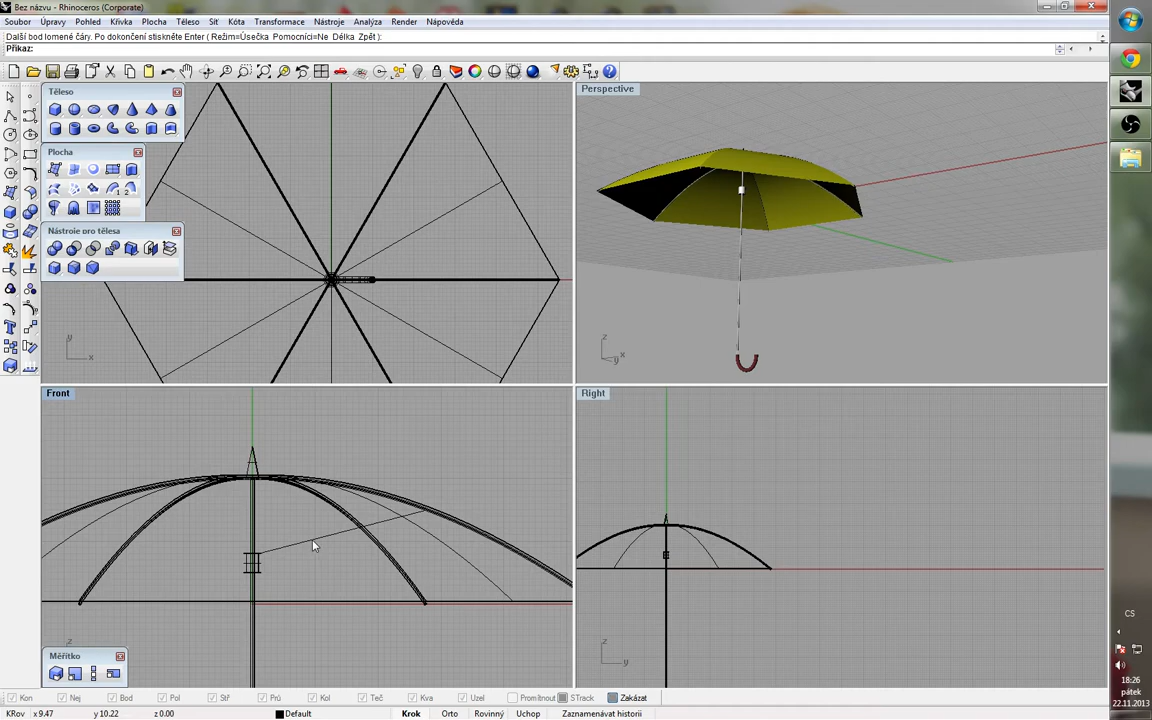 Bez názvu - Rhinoceros (Corporate)
Soubor Úpravy Pohled Křivka Plocha Těleso Síť Kóta Transformace Nástroje Analýza Render Nápověda
Další bod lomené čáry. Po dokončení stiskněte Enter ( Režim=Úsečka Pomocníci=Ne Délka Zpět ):
Příkaz:
Těleso
Perspective
Plocha
Nástroje pro tělesa
y
x
z
x
Front
Right
z
z
y
Měřítko
CS
18:26
pátek
22.11.2013
Kon Nej Bod Pol Stř Prů Kol Teč Kva Uzel Promítnout STrack Zakázat
KRov x 9.47 y 10.22 z 0.00 Default Krok Orto Rovinný Uchop Zaznamenávat historii